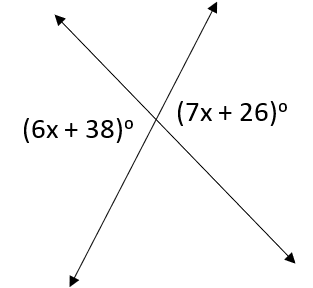 (7x + 26)º
(6x + 38)º